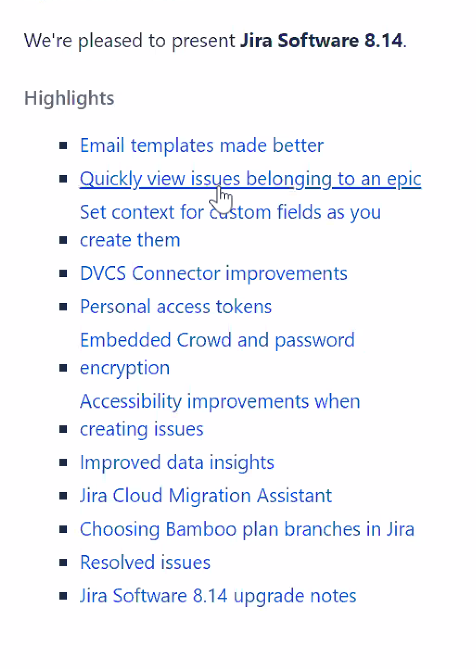 We're pleased to present Jira Software 8.14.
Highlights
Email templates made better
Quickly view issues belonging to an epic
Set context for custom fields as you
create them
DVCS Connector improvements
Personal access tokens
Embedded Crowd and password
encryption
Accessibility improvements when
creating issues
Improved data insights
Jira Cloud Migration Assistant
Choosing Bamboo plan branches in Jira
Resolved issues
Jira Software 8.14 upgrade notes